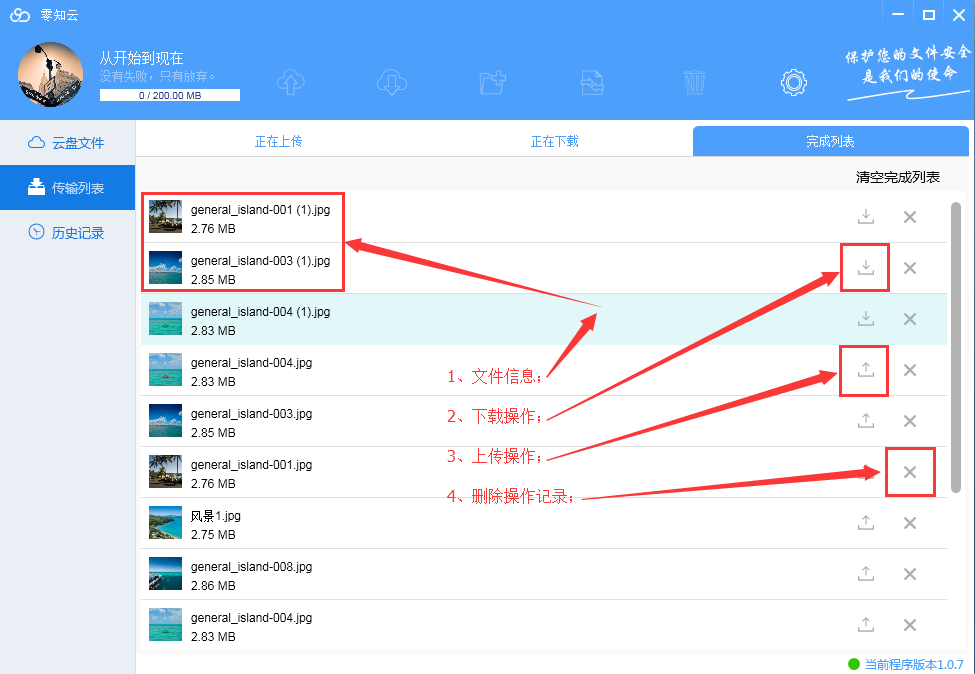 零知云
从开始到现在
没有失败，只有放弃。
0 / 200.00 MB
保护您的文件安全
是我们的使命
云盘文件
传输列表
历史记录
正在上传
正在下载
完成列表
清空完成列表
general_island-001 (1).jpg
2.76 MB
general_island-003 (1).jpg
2.85 MB
general_island-004 (1).jpg
2.83 MB
general_island-004.jpg
2.83 MB
general_island-003.jpg
2.85 MB
general_island-001.jpg
2.76 MB
风景1.jpg
2.75 MB
general_island-008.jpg
2.86 MB
general_island-004.jpg
2.83 MB
1、文件信息；
2、下载操作；
3、上传操作；
4、删除操作记录；
当前程序版本1.0.7